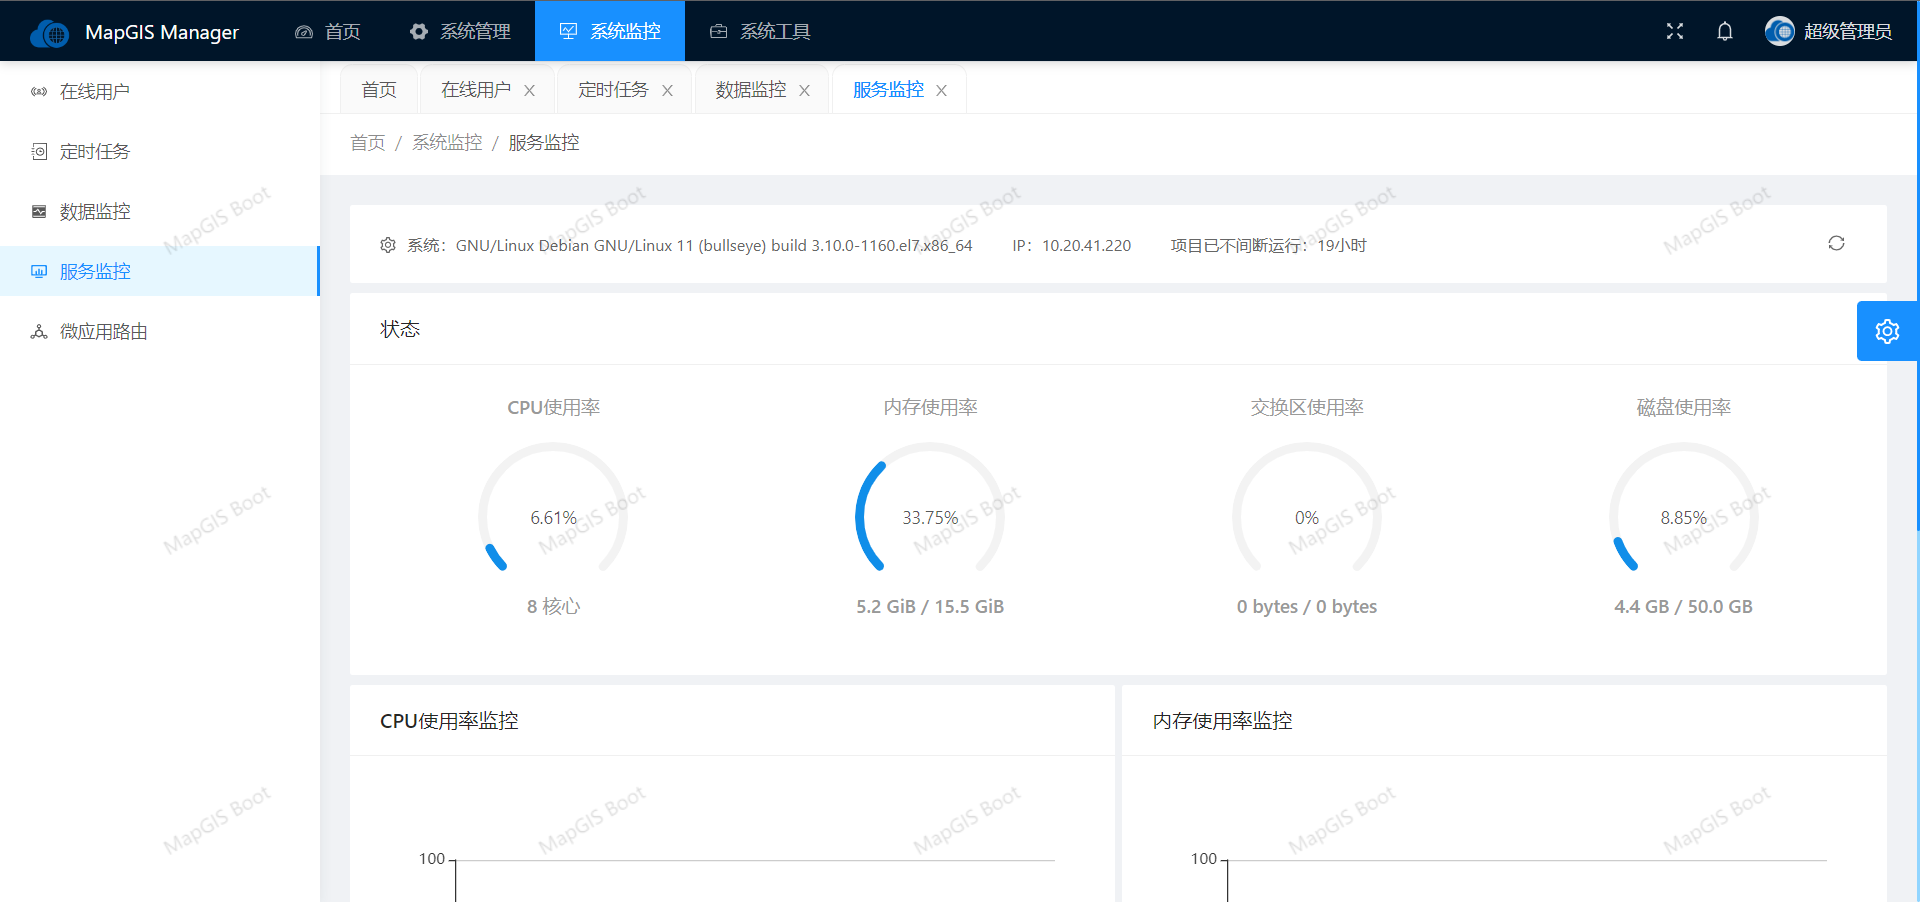 MapGIS Manager 首页 系统管理 系统监控 系统工具 超级管理员
在线用户
定时任务
数据监控
服务监控
微应用路由
首页 在线用户 定时任务 数据监控 服务监控
首页 / 系统监控 / 服务监控
系统：GNU/Linux Debian GNU/Linux 11 (bullseye) build 3.10.0-1160.el7.x86_64 IP：10.20.41.220 项目已不间断运行：19小时
状态
CPU使用率 内存使用率 交换区使用率 磁盘使用率
6.61% 33.75% 0% 8.85%
8 核心 5.2 GiB / 15.5 GiB 0 bytes / 0 bytes 4.4 GB / 50.0 GB
CPU使用率监控 内存使用率监控
100 100
MapGIS Boot MapGIS Boot MapGIS Boot MapGIS Boot MapGIS Boot
MapGIS Boot MapGIS Boot MapGIS Boot MapGIS Boot MapGIS Boot
MapGIS Boot MapGIS Boot MapGIS Boot MapGIS Boot MapGIS Boot